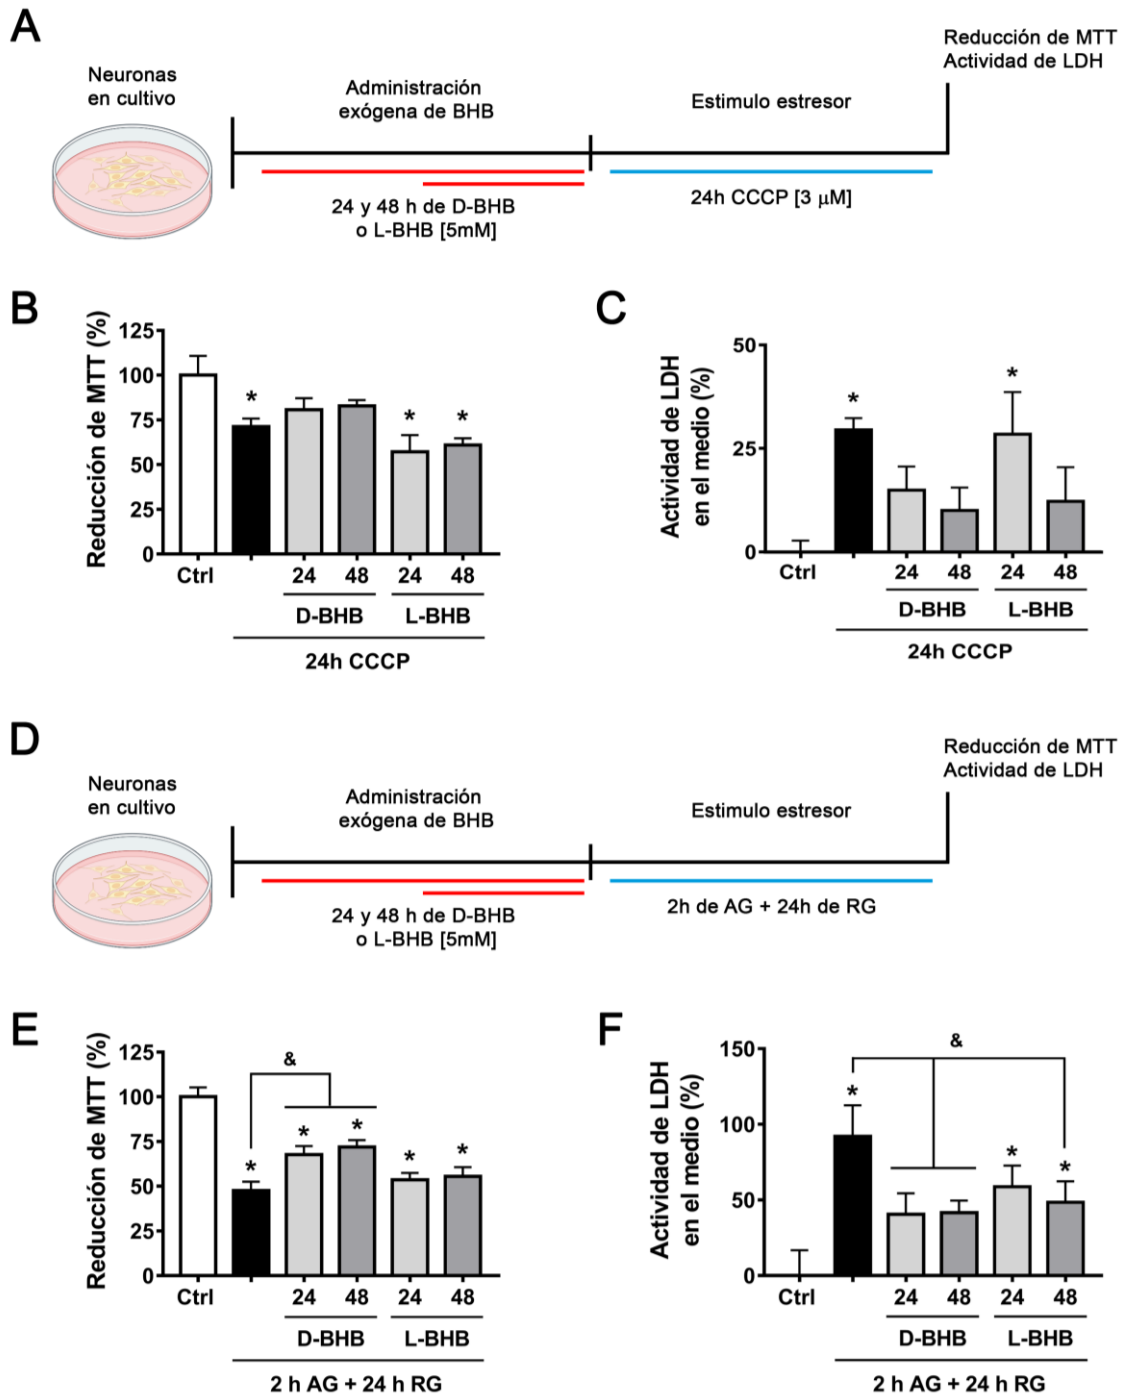 A
Neuronas
en cultivo
Administración
exógena de BHB
Estimulo estresor
Reducción de MTT
Actividad de LDH
24 y 48 h de D-BHB
o L-BHB [5mM]
24h CCCP [3 μM]
B
Reducción de MTT (%)
125
100
75
50
25
0
*
*
*
Ctrl
24
48
24
48
D-BHB
L-BHB
24h CCCP
C
Actividad de LDH
en el medio (%)
50
25
0
*
*
Ctrl
24
48
24
48
D-BHB
L-BHB
24h CCCP
D
Neuronas
en cultivo
Administración
exógena de BHB
Estimulo estresor
Reducción de MTT
Actividad de LDH
24 y 48 h de D-BHB
o L-BHB [5mM]
2h de AG + 24h de RG
E
Reducción de MTT (%)
125
100
75
50
25
0
&
*
*
*
*
*
Ctrl
24
48
24
48
D-BHB
L-BHB
2 h AG + 24 h RG
F
Actividad de LDH
en el medio (%)
150
100
50
0
&
*
*
*
Ctrl
24
48
24
48
D-BHB
L-BHB
2 h AG + 24 h RG